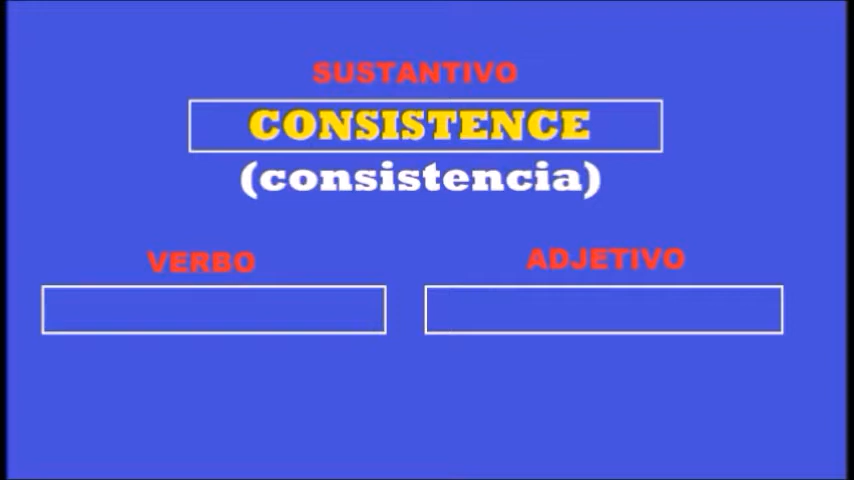 SUSTANTIVO
CONSISTENCE
(consistencia)
VERBO
ADJETIVO